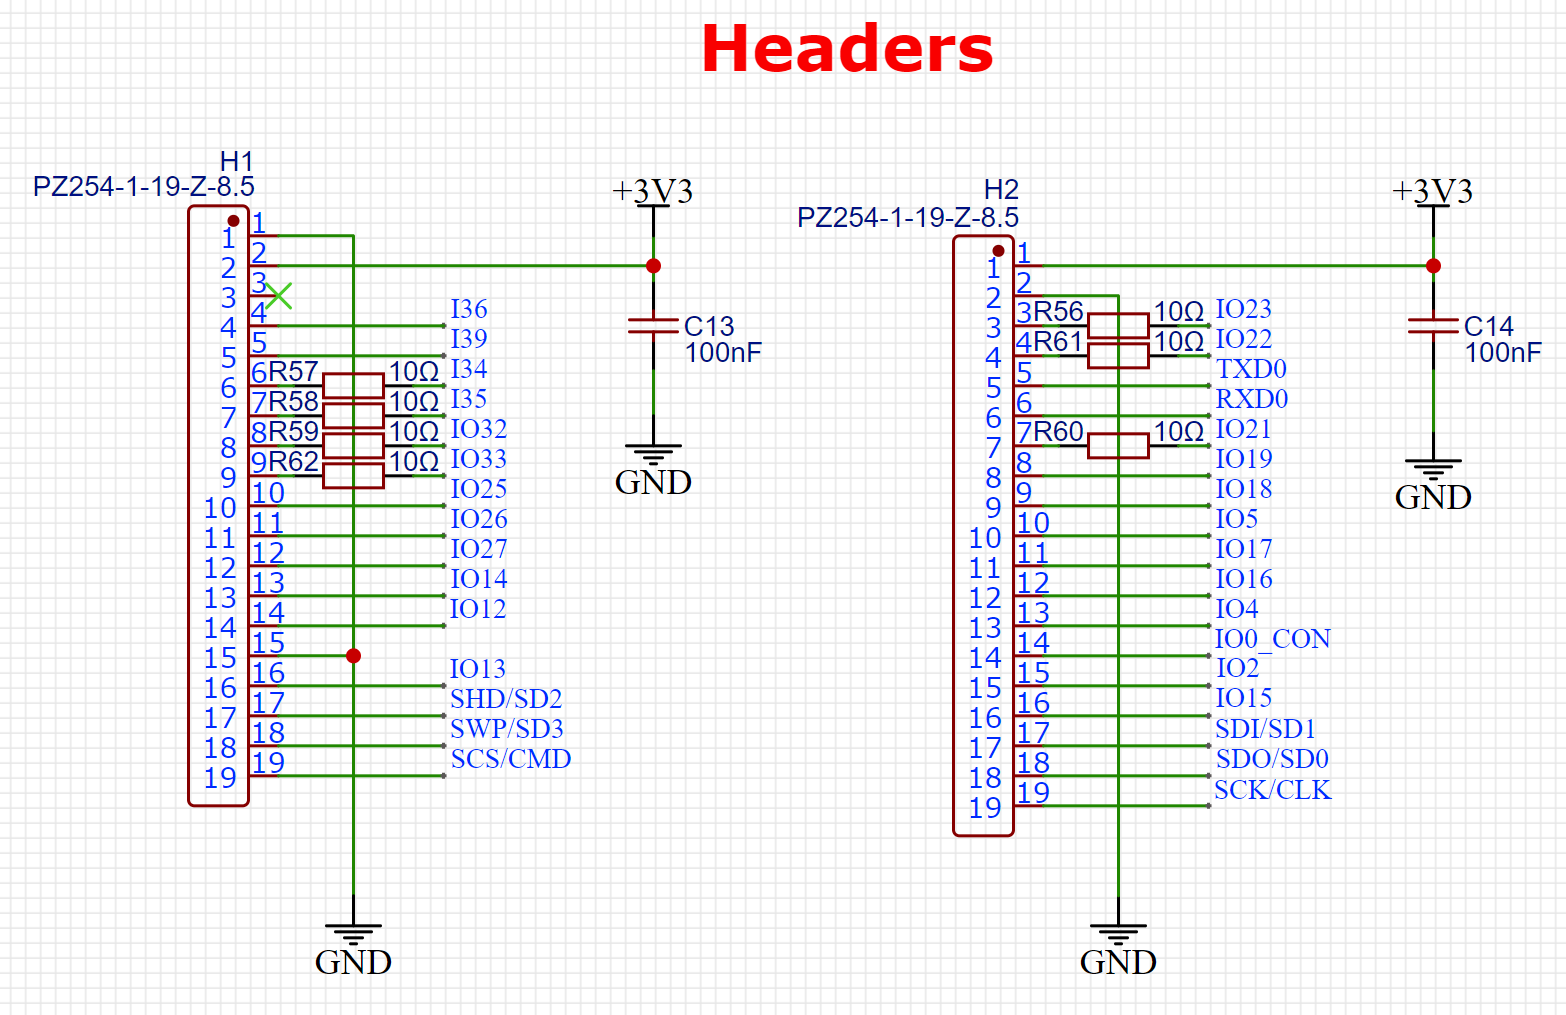 Headers
H1
PZ254-1-19-Z-8.5
1 1
2 2
3 3
4 4 I36
5 5 I39
6 6 R57 10Ω I34
7 7 R58 10Ω I35
8 8 R59 10Ω IO32
9 9 R62 10Ω IO33
10 10 IO25
11 11 IO26
12 12 IO27
13 13 IO14
14 14 IO12
15 15
16 16 IO13
17 17 SHD/SD2
18 18 SWP/SD3
19 19 SCS/CMD
GND
+3V3
C13
100nF
GND
H2
PZ254-1-19-Z-8.5
1 1
2 2
3 3 R56 10Ω IO23
4 4 R61 10Ω IO22
5 5 TXD0
6 6 RXD0
7 7 R60 10Ω IO21
8 8 IO19
9 9 IO18
10 10 IO5
11 11 IO17
12 12 IO16
13 13 IO4
14 14 IO0_CON
15 15 IO2
16 16 IO15
17 17 SDI/SD1
18 18 SDO/SD0
19 19 SCK/CLK
GND
+3V3
C14
100nF
GND